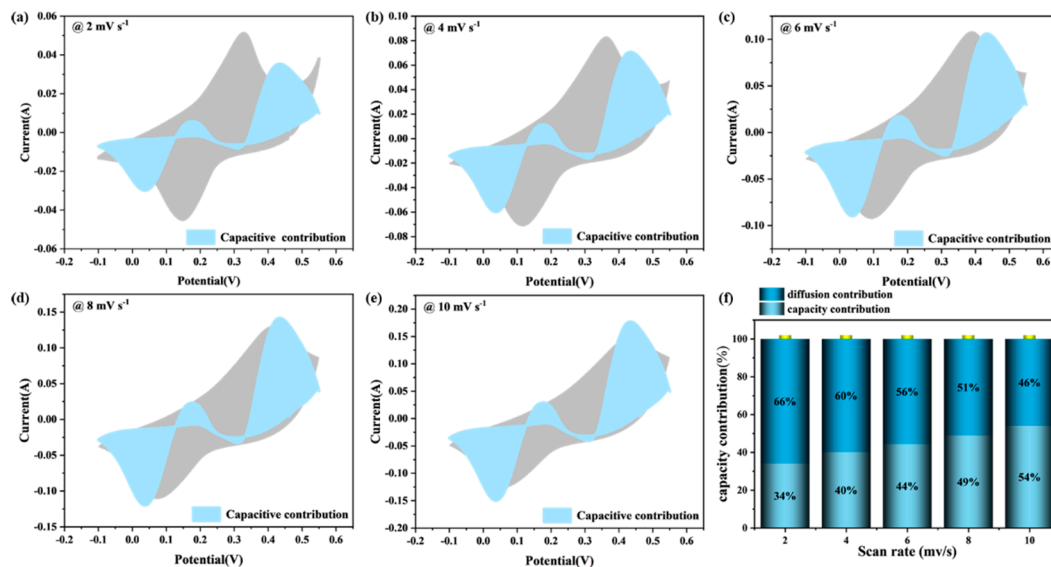 (a)
@ 2 mV s⁻¹
0.06
0.04
0.02
0.00
-0.02
-0.04
0.06
Current(A)
Capacitive contribution
-0.2 -0.1 0.0 0.1 0.2 0.3 0.4 0.5 0.6
Potential(V)
(b)
@ 4 mV s⁻¹
0.10
0.08
0.06
0.04
0.02
0.00
-0.02
-0.04
-0.06
-0.08
Current(A)
Capacitive contribution
-0.2 -0.1 0.0 0.1 0.2 0.3 0.4 0.5 0.6
Potential(V)
(c)
@ 6 mV s⁻¹
0.10
0.05
0.00
-0.05
-0.10
Current(A)
Capacitive contribution
-0.2 -0.1 0.0 0.1 0.2 0.3 0.4 0.5 0.6
Potential(V)
(d)
@ 8 mV s⁻¹
0.15
0.10
0.05
0.00
-0.05
-0.10
-0.15
Current(A)
Capacitive contribution
-0.2 -0.1 0.0 0.1 0.2 0.3 0.4 0.5 0.6
Potential(V)
(e)
@ 10 mV s⁻¹
0.20
0.15
0.10
0.05
0.00
-0.05
-0.10
-0.15
-0.20
Current(A)
Capacitive contribution
-0.2 -0.1 0.0 0.1 0.2 0.3 0.4 0.5 0.6
Potential(V)
(f)
diffusion contribution
capacity contribution
100
80
60
40
20
0
capacity contribution(%)
66% 60% 56% 51% 46%
34% 40% 44% 49% 54%
2 4 6 8 10
Scan rate (mv/s)